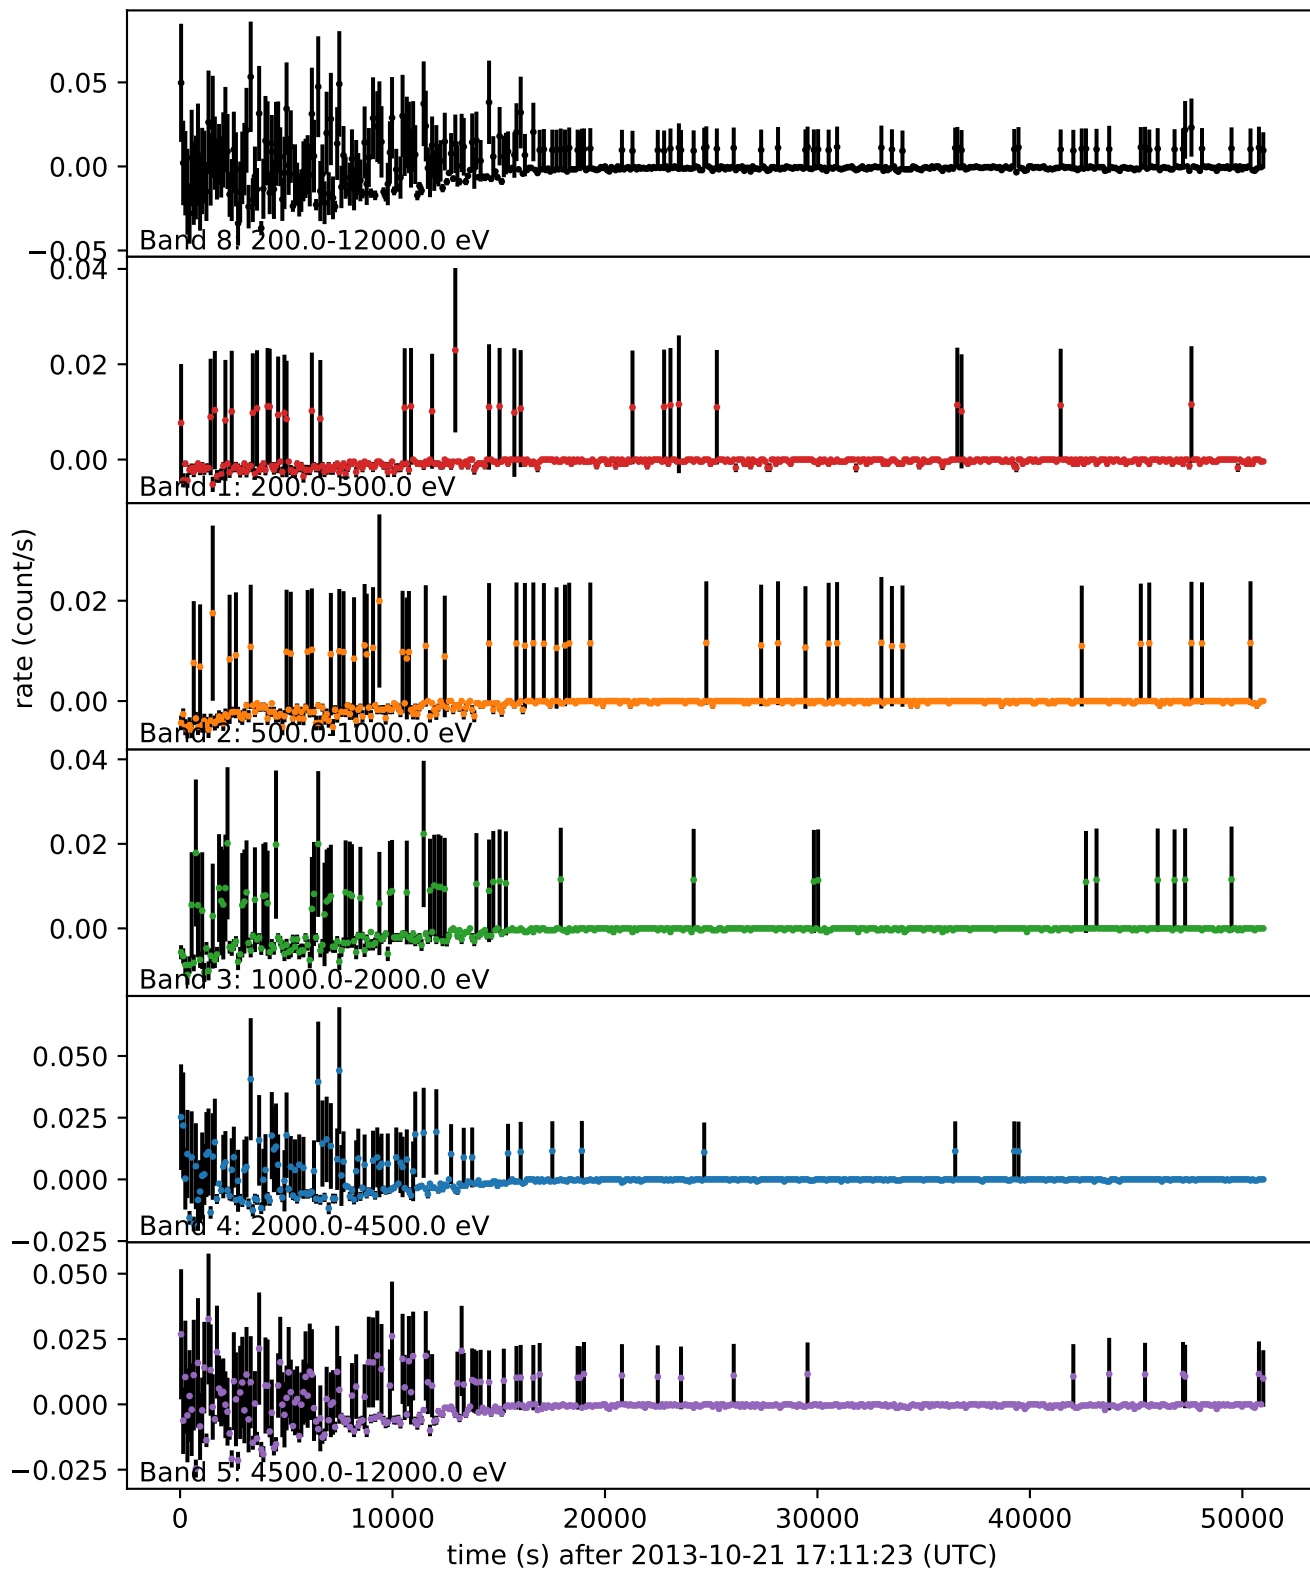 0.05
0.00
−0.05
Band 8: 200.0-12000.0 eV
0.04
0.02
0.00
Band 1: 200.0-500.0 eV
0.02
0.00
Band 2: 500.0-1000.0 eV
rate (count/s)
0.04
0.02
0.00
Band 3: 1000.0-2000.0 eV
0.050
0.025
0.000
−0.025
Band 4: 2000.0-4500.0 eV
0.050
0.025
0.000
−0.025
Band 5: 4500.0-12000.0 eV
0 10000 20000 30000 40000 50000
time (s) after 2013-10-21 17:11:23 (UTC)